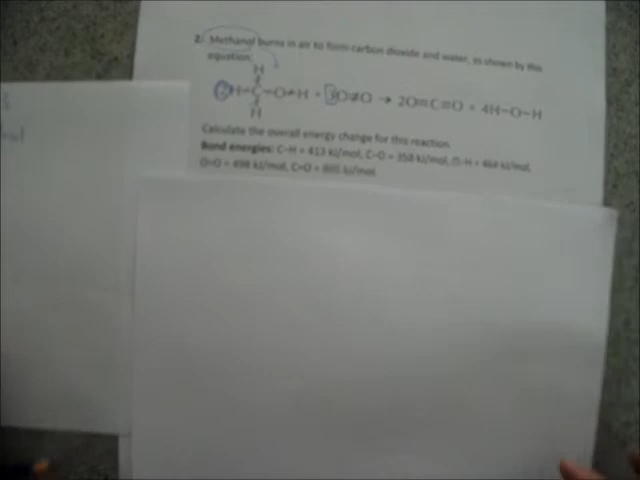 2. Methanol burns in air to form carbon dioxide and water, as shown by this
equation:
H
2 H-C-O-H + 3 O=O → 2O=C=O + 4H-O-H
H
Calculate the overall energy change for this reaction.
Bond energies: C-H = 413 kJ/mol, C-O = 358 kJ/mol, O-H = 464 kJ/mol,
O=O = 498 kJ/mol, C=O = 805 kJ/mol